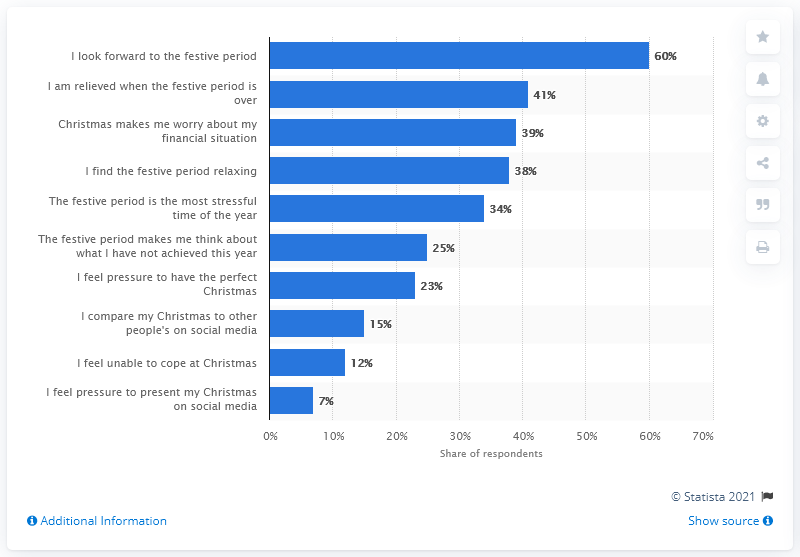 I look forward to the festive period
60%
I am relieved when the festive period is
over
41%
Christmas makes me worry about my
financial situation
39%
I find the festive period relaxing
38%
The festive period is the most stressful
time of the year
34%
The festive period makes me think about
what I have not achieved this year
25%
I feel pressure to have the perfect
Christmas
23%
I compare my Christmas to other
people's on social media
15%
I feel unable to cope at Christmas
12%
I feel pressure to present my Christmas
on social media
7%
0% 10% 20% 30% 40% 50% 60% 70%
Share of respondents
© Statista 2021
Additional Information
Show source